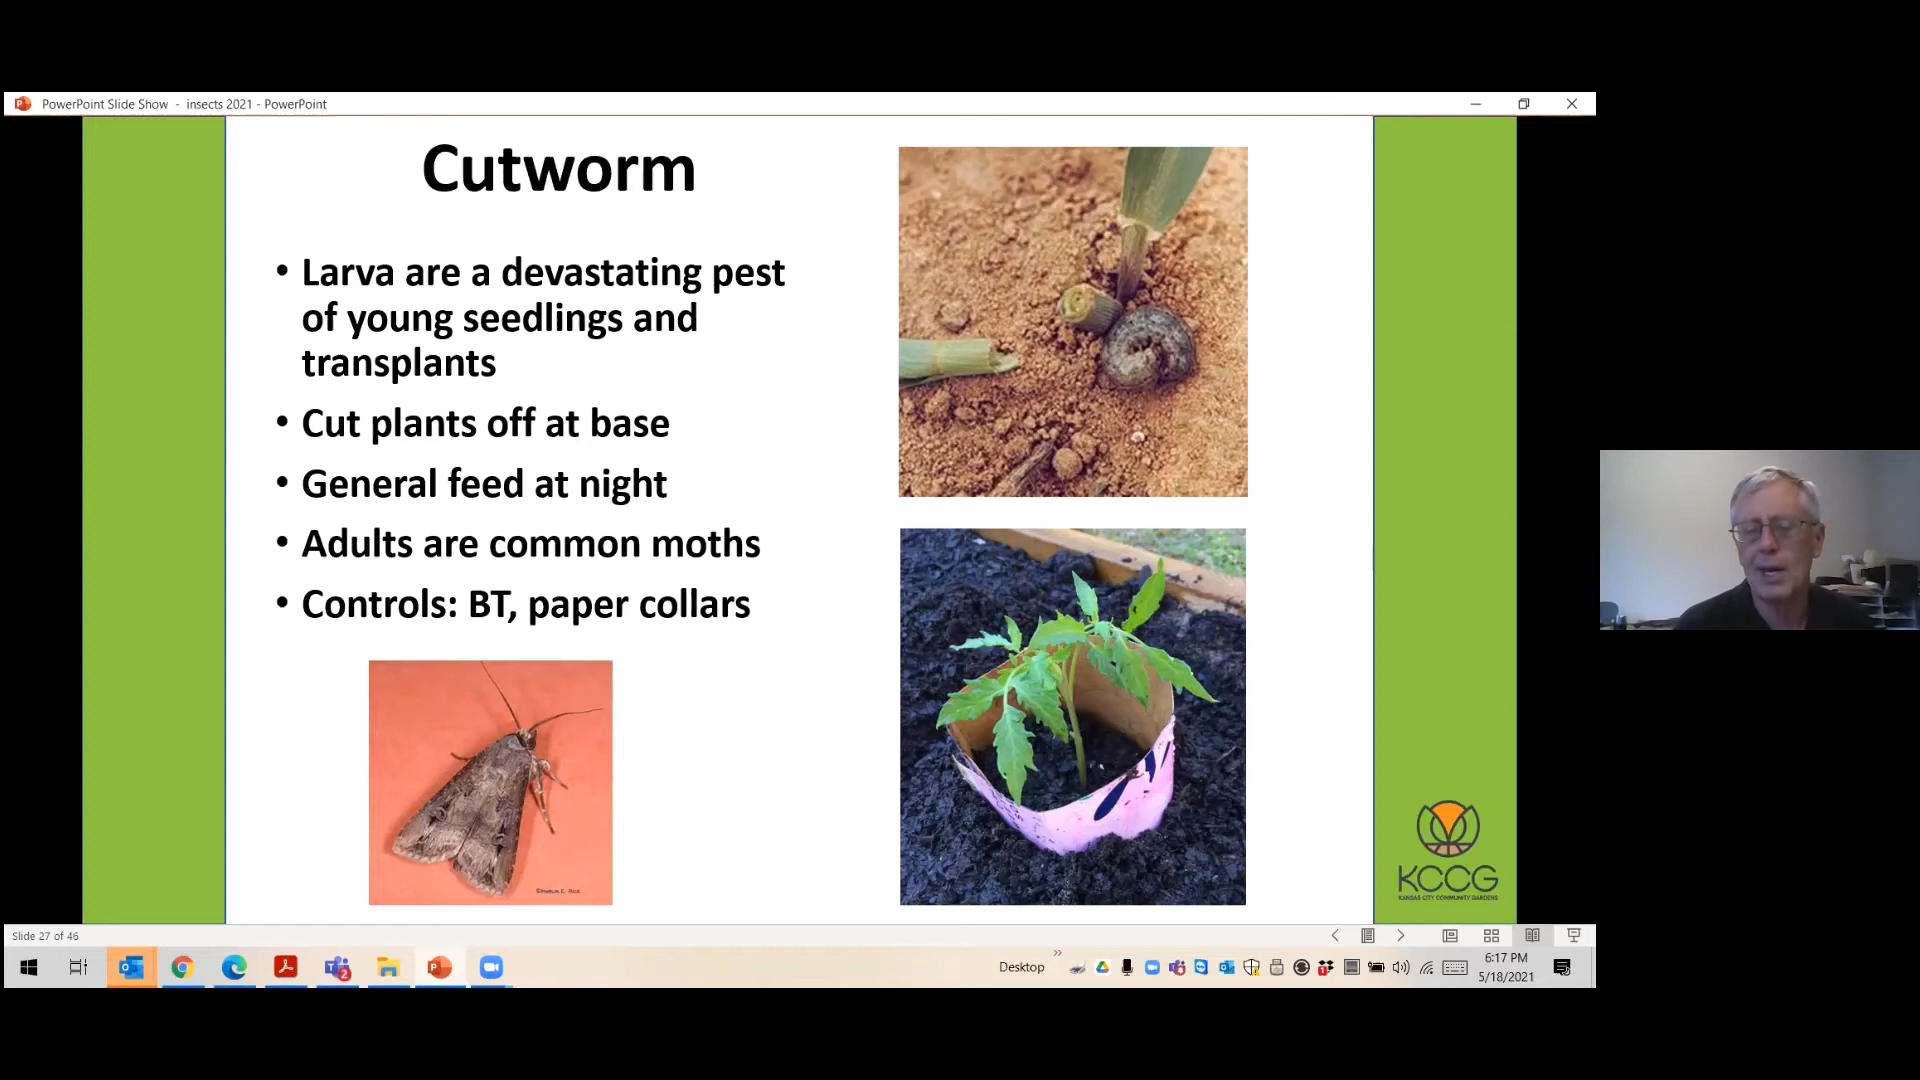 PowerPoint Slide Show - insects 2021 - PowerPoint
Cutworm
• Larva are a devastating pest
of young seedlings and
transplants
• Cut plants off at base
• General feed at night
• Adults are common moths
• Controls: BT, paper collars
KCCG
KANSAS CITY COMMUNITY GARDENS
Slide 27 of 46
2
Desktop
1
6:17 PM
5/18/2021